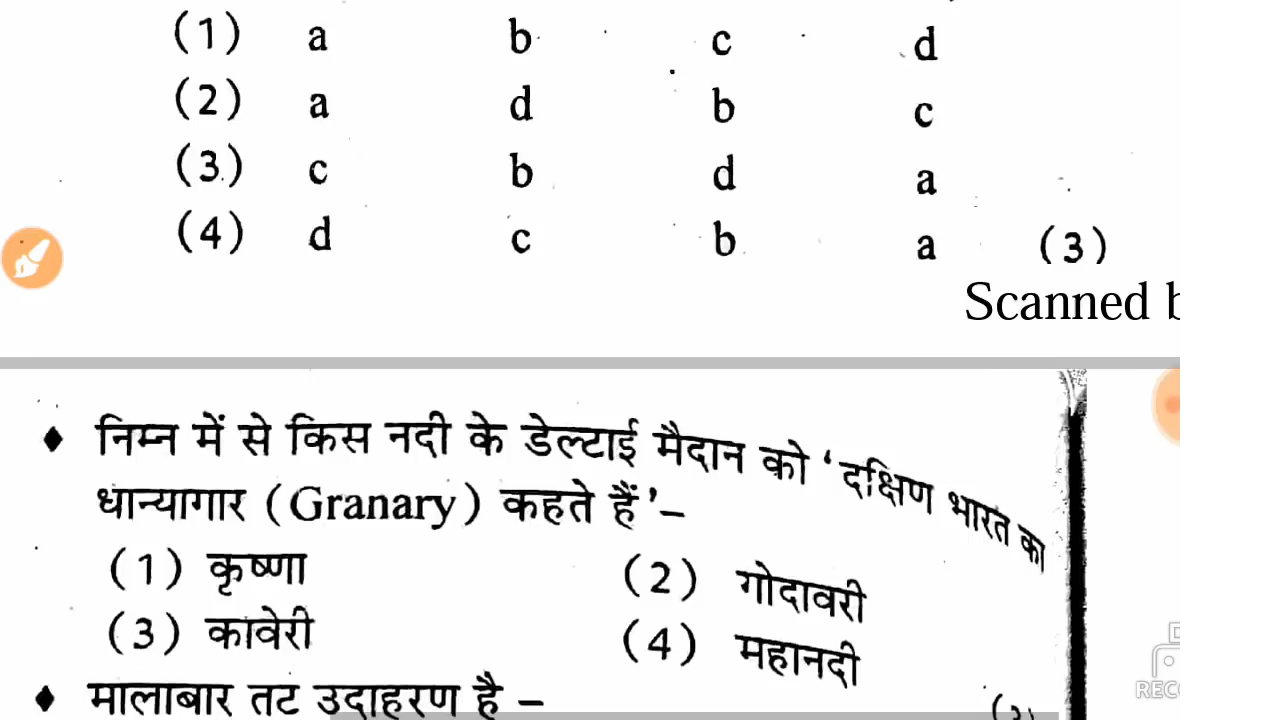 (1) a b c d
(2) a d b c
(3) c b d a
(4) d c b a (3)
Scanned b
♦ निम्न में से किस नदी के डेल्टाई मैदान को ‘दक्षिण भारत का
धान्यागार (Granary) कहते हैं’–
(1) कृष्णा (2) गोदावरी
(3) कावेरी (4) महानदी
♦ मालाबार तट उदाहरण है –
REC